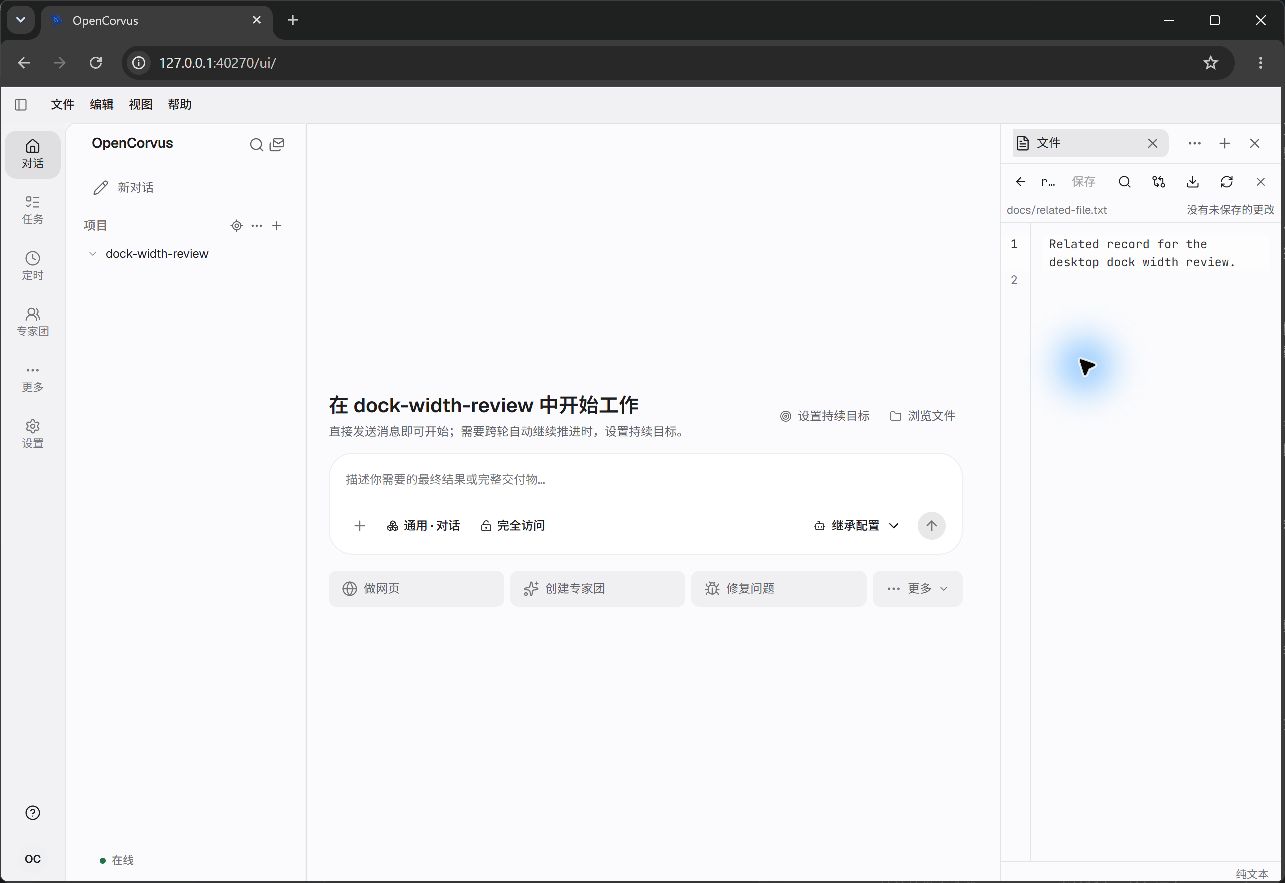 OpenCorvus
127.0.0.1:40270/ui/
文件 编辑 视图 帮助
对话
任务
定时
专家团
更多
设置
OC
OpenCorvus
新对话
项目
dock-width-review
在线
在 dock-width-review 中开始工作
直接发送消息即可开始；需要跨轮自动继续推进时，设置持续目标。
设置持续目标 浏览文件
描述你需要的最终结果或完整交付物...
通用 · 对话 完全访问 继承配置
做网页 创建专家团 修复问题 更多
文件
r... 保存
docs/related-file.txt 没有未保存的更改
1 Related record for the
desktop dock width review.
2
纯文本